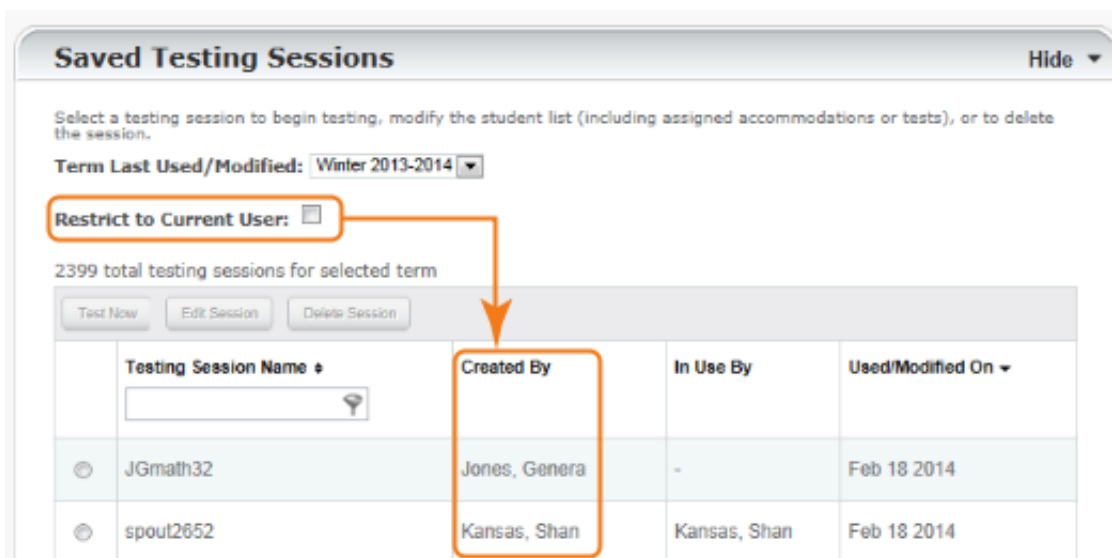 Saved Testing Sessions
Hide
Select a testing session to begin testing, modify the student list (including assigned accommodations or tests), or to delete
the session.
Term Last Used/Modified: Winter 2013-2014
Restrict to Current User:
2399 total testing sessions for selected term
Test Now Edit Session Delete Session
Testing Session Name Created By In Use By Used/Modified On
JGmath32 Jones, Genera - Feb 18 2014
spout2652 Kansas, Shan Kansas, Shan Feb 18 2014